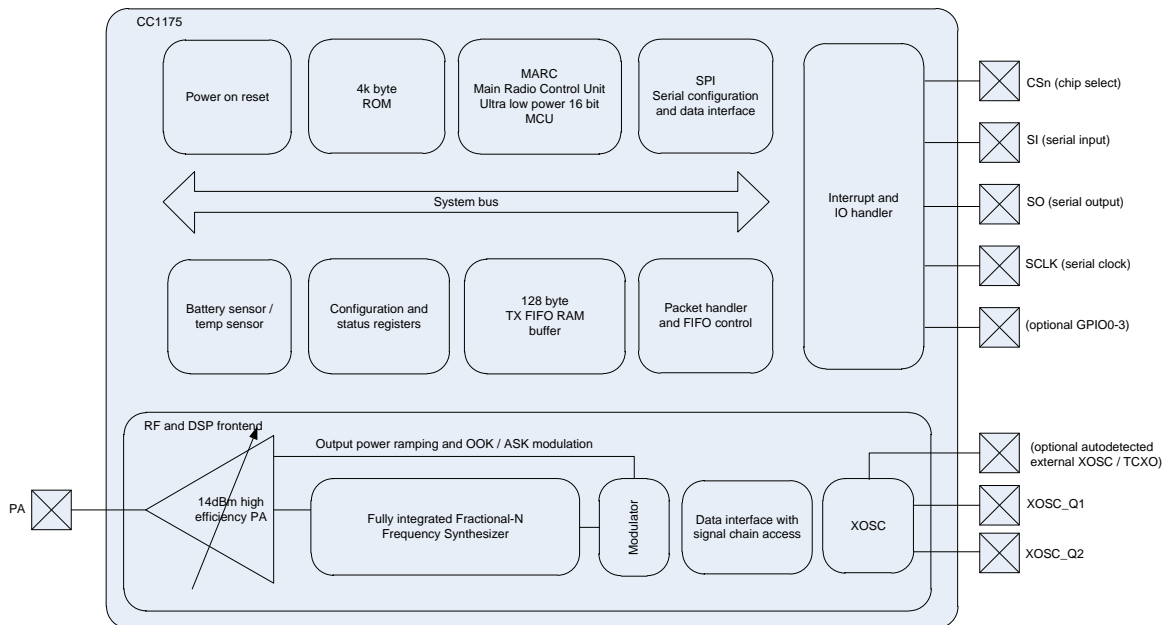 CC1175
Power on reset
4k byte
ROM
MARC
Main Radio Control Unit
Ultra low power 16 bit
MCU
SPI
Serial configuration
and data interface
CSn (chip select)
SI (serial input)
System bus
Interrupt and
IO handler
SO (serial output)
SCLK (serial clock)
Battery sensor /
temp sensor
Configuration and
status registers
128 byte
TX FIFO RAM
buffer
Packet handler
and FIFO control
(optional GPIO0-3)
RF and DSP frontend
Output power ramping and OOK / ASK modulation
(optional autodetected
external XOSC / TCXO)
PA
14dBm high
efficiency PA
Fully integrated Fractional-N
Frequency Synthesizer
Modulator
Data interface with
signal chain access
XOSC
XOSC_Q1
XOSC_Q2